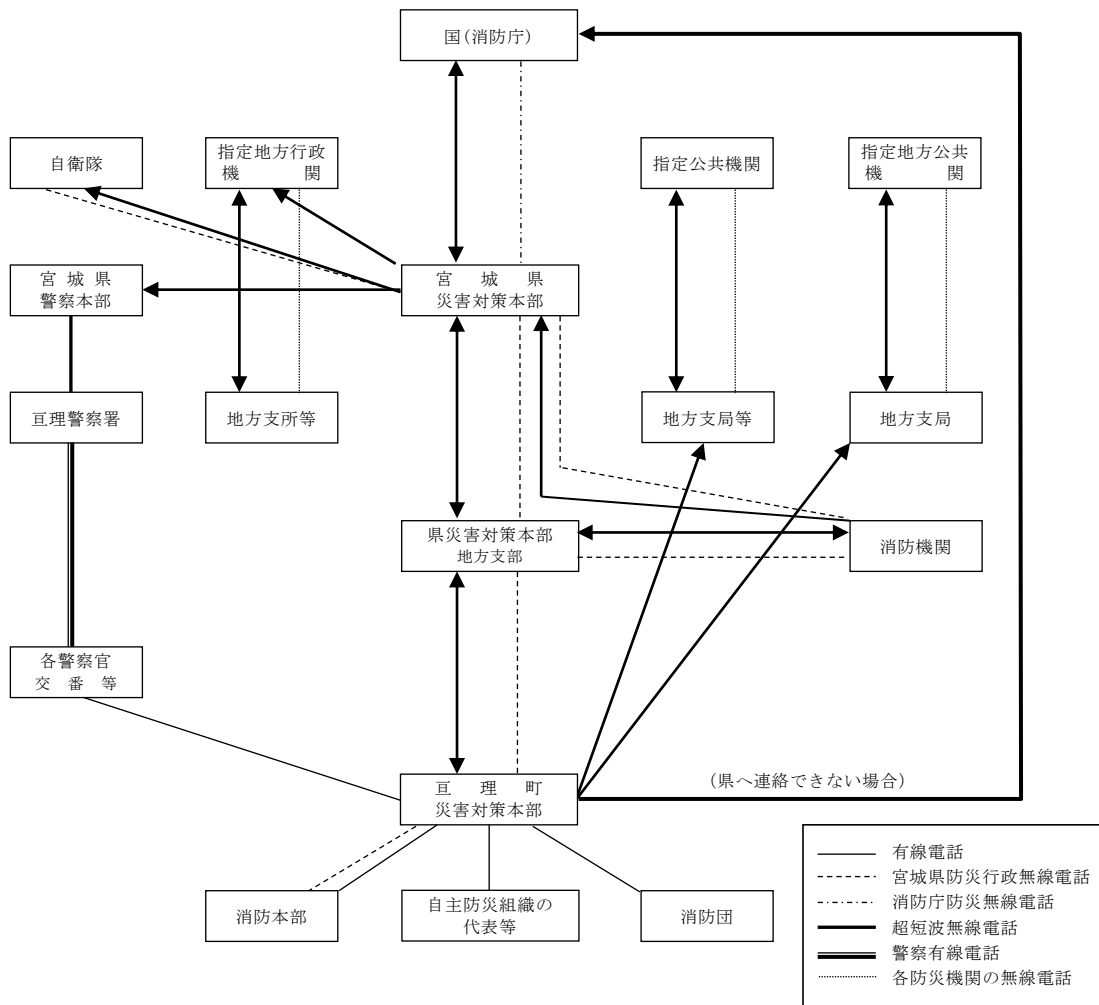 国(消防庁)
自衛隊
指定地方行政
機　　　　関
指定公共機関
指定地方公共
機　　　　関
宮 城 県
警察本部
宮　城　県
災害対策本部
亘理警察署
地方支所等
地方支局等
地方支局
県災害対策本部
地方支部
消防機関
各警察官
交 番 等
亘　理　町
災害対策本部
(県へ連絡できない場合)
消防本部
自主防災組織の
代表等
消防団
有線電話
宮城県防災行政無線電話
消防庁防災無線電話
超短波無線電話
警察有線電話
各防災機関の無線電話